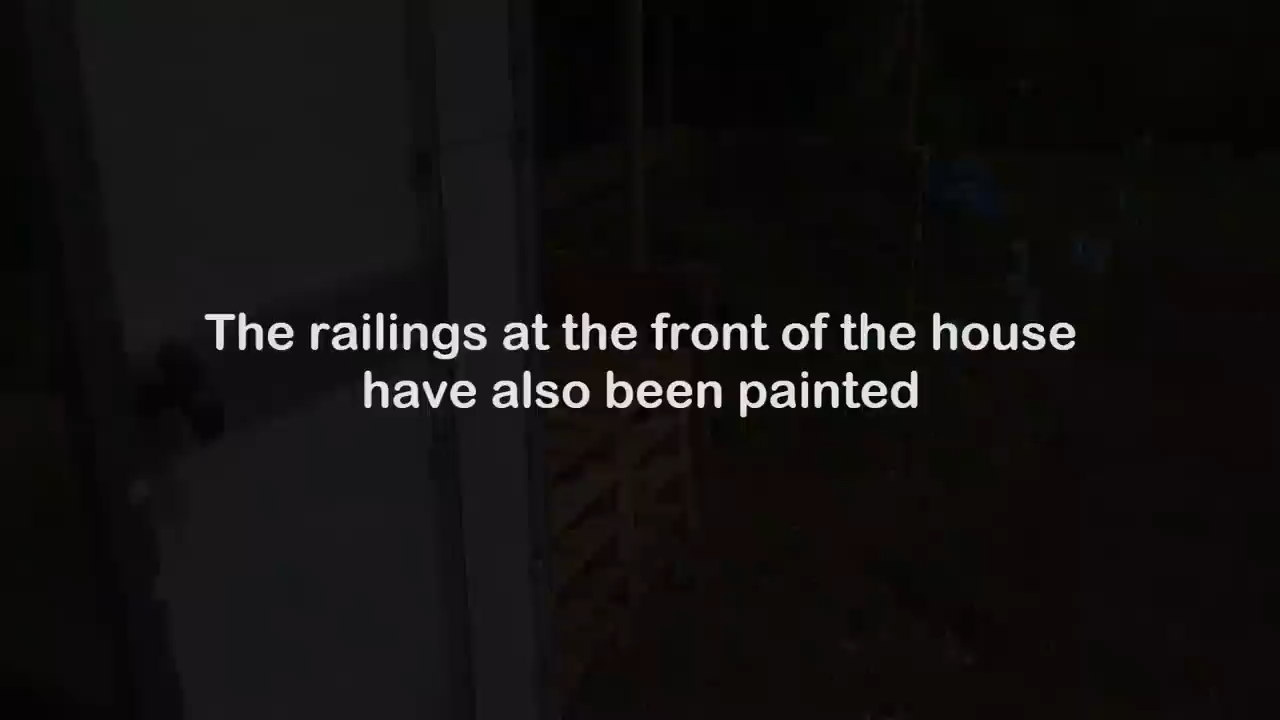 The railings at the front of the house
have also been painted